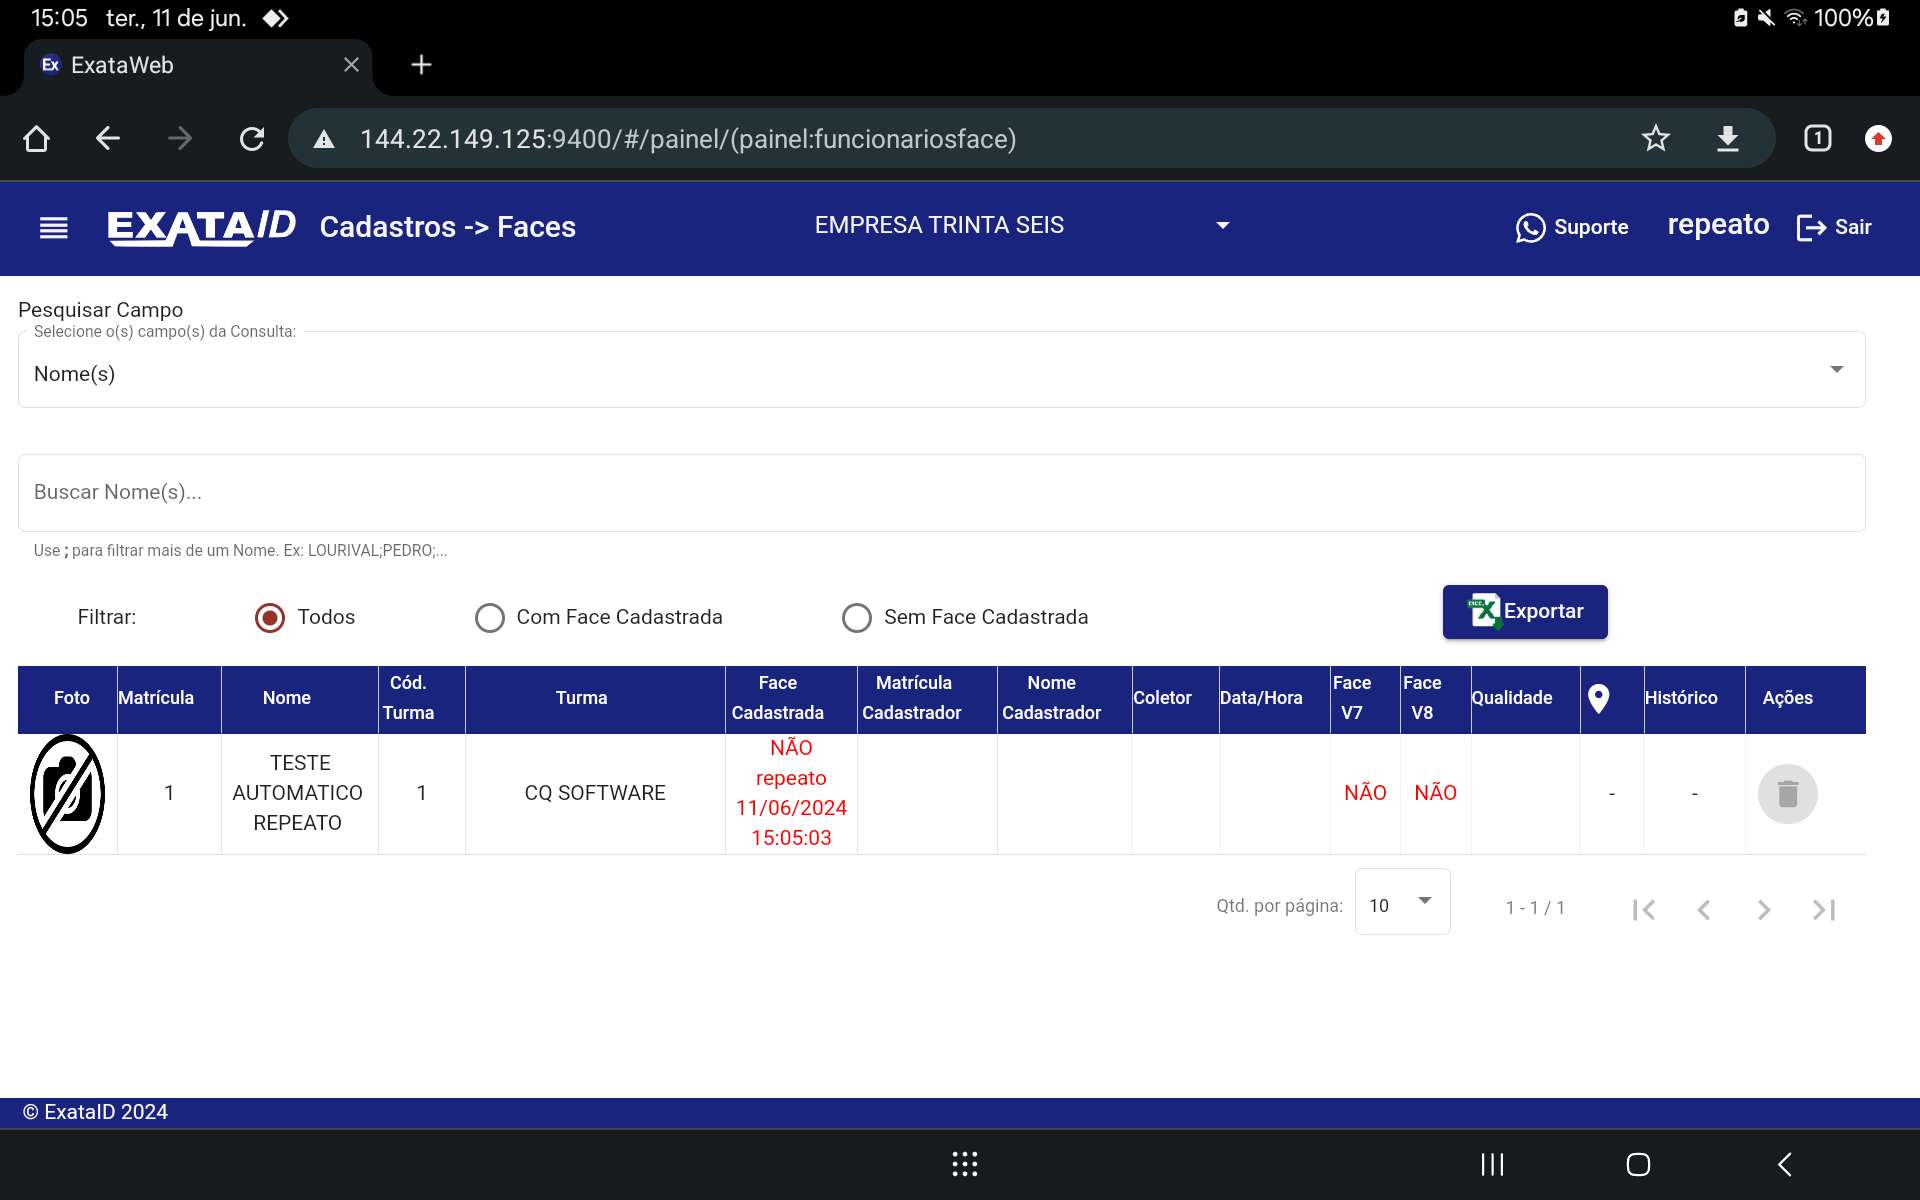 15:05 ter., 11 de jun. 100%
Ex ExataWeb
144.22.149.125:9400/#/painel/(painel:funcionariosface) 1
EXATAID Cadastros -> Faces EMPRESA TRINTA SEIS Suporte repeato Sair
Pesquisar Campo
Selecione o(s) campo(s) da Consulta:
Nome(s)
Buscar Nome(s)...
Use ; para filtrar mais de um Nome. Ex: LOURIVAL;PEDRO;...
Filtrar: Todos Com Face Cadastrada Sem Face Cadastrada Exportar
Foto Matrícula Nome Cód. Turma Turma Face Cadastrada Matrícula Cadastrador Nome Cadastrador Coletor Data/Hora Face V7 Face V8 Qualidade Histórico Ações
1 TESTE AUTOMATICO REPEATO 1 CQ SOFTWARE NÃO repeato 11/06/2024 15:05:03 NÃO NÃO - -
Qtd. por página: 10 1 - 1 / 1
© ExataID 2024